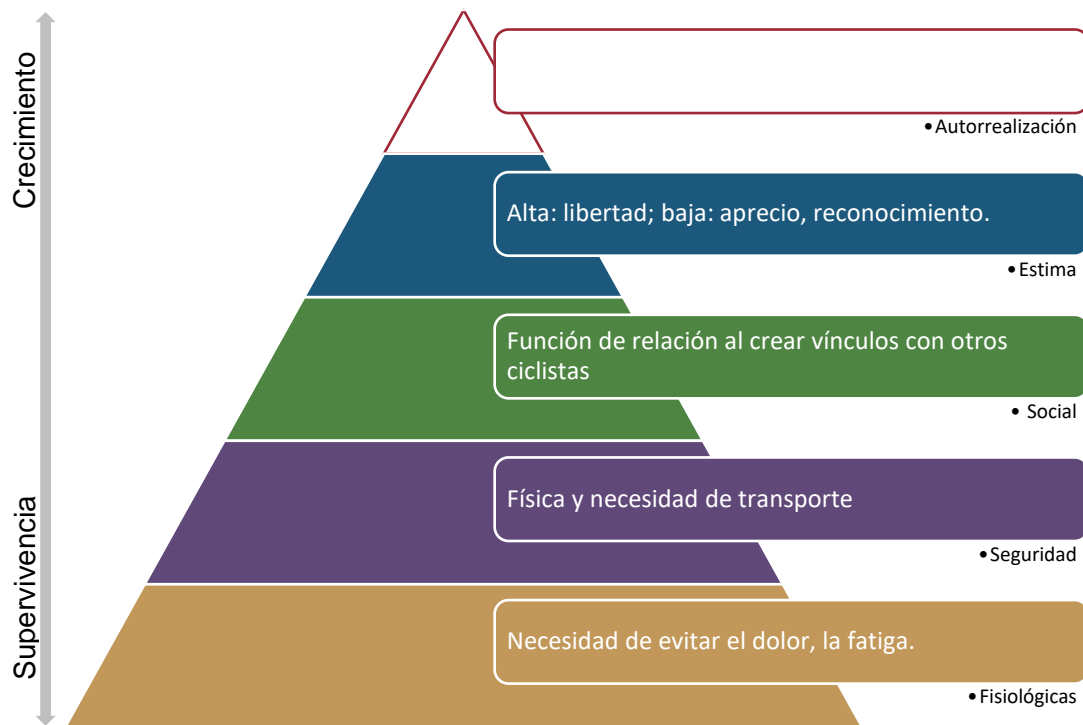 Crecimiento
• Autorrealización
Alta: libertad; baja: aprecio, reconocimiento.
• Estima
Función de relación al crear vínculos con otros
ciclistas
• Social
Supervivencia
Física y necesidad de transporte
• Seguridad
Necesidad de evitar el dolor, la fatiga.
• Fisiológicas